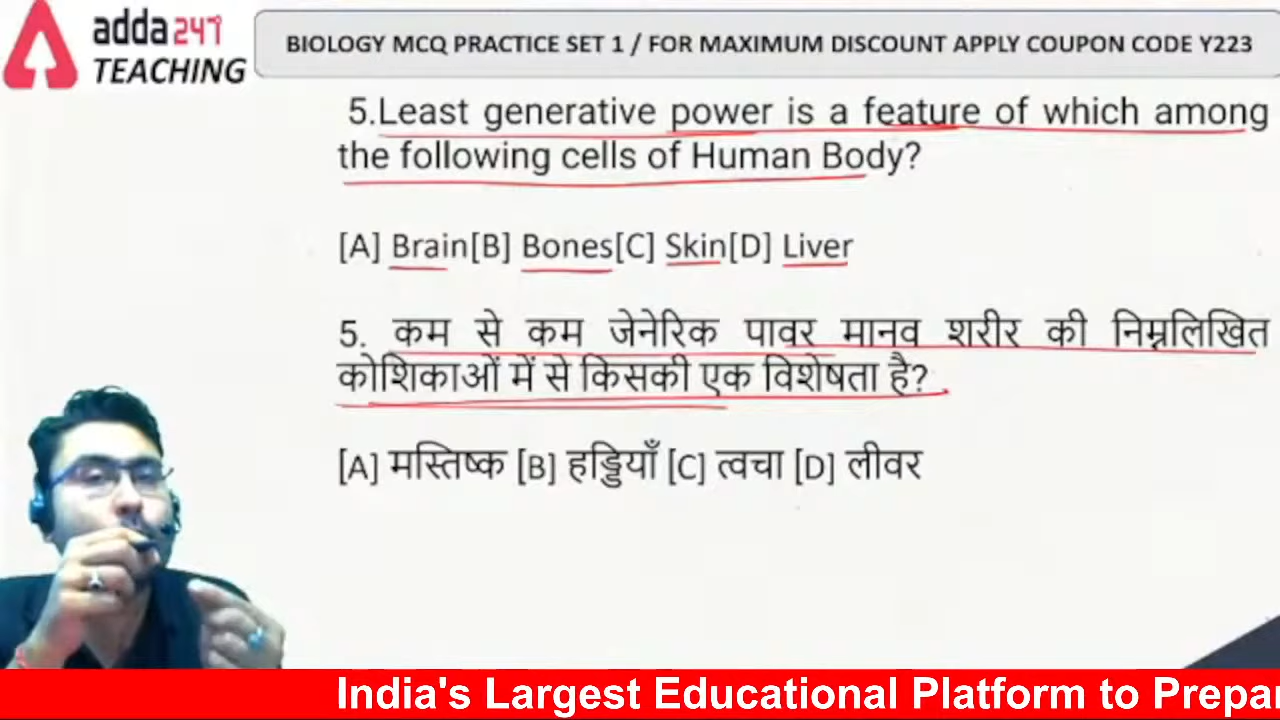 adda 247
TEACHING
BIOLOGY MCQ PRACTICE SET 1 / FOR MAXIMUM DISCOUNT APPLY COUPON CODE Y223
5.Least generative power is a feature of which among
the following cells of Human Body?
[A] Brain[B] Bones[C] Skin[D] Liver
5. कम से कम जेनेरिक पावर मानव शरीर की निम्नलिखित
कोशिकाओं में से किसकी एक विशेषता है?
[A] मस्तिष्क [B] हड्डियाँ [C] त्वचा [D] लीवर
India's Largest Educational Platform to Prepar